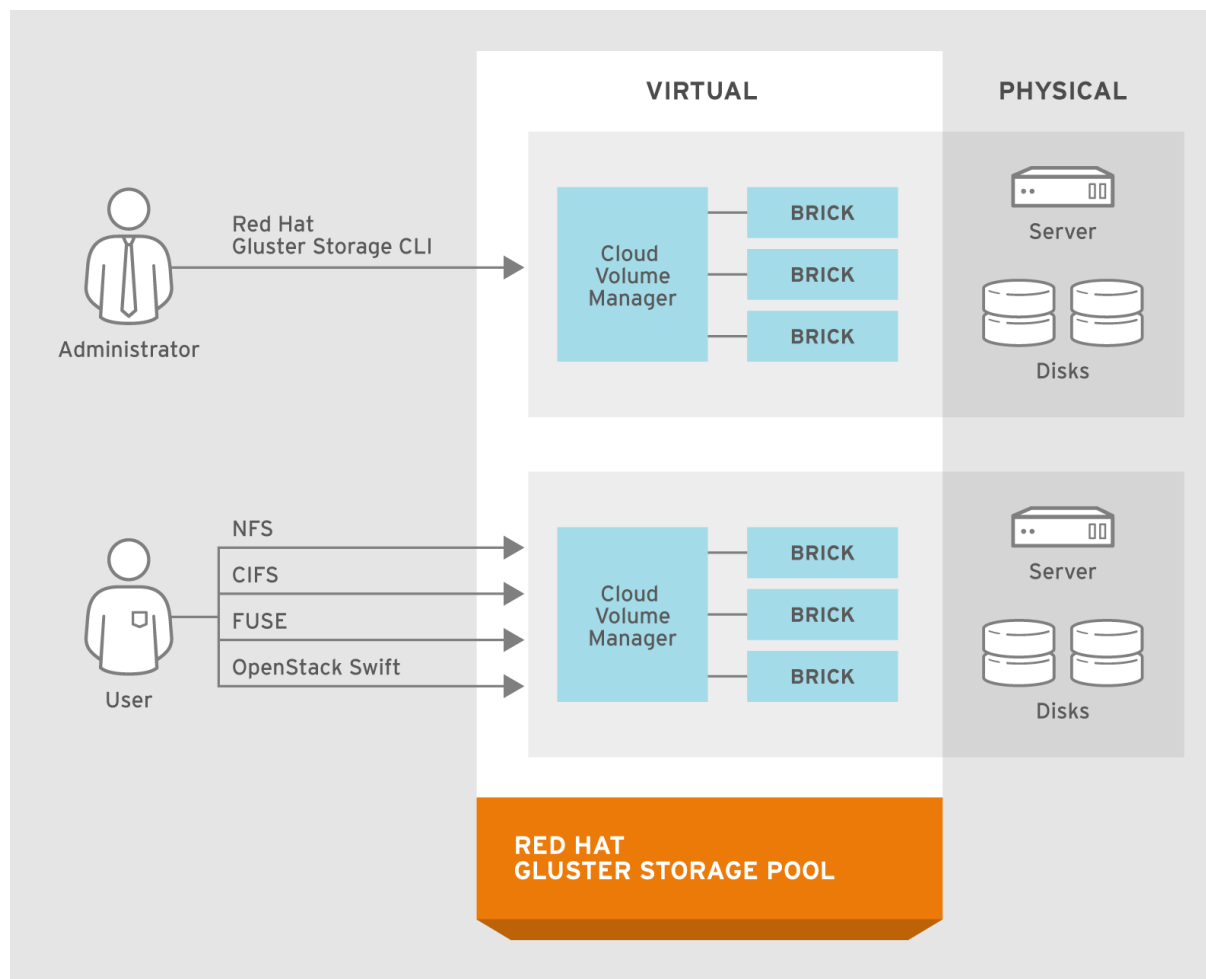 VIRTUAL
PHYSICAL
Red Hat
Gluster Storage CLI
Administrator
Cloud
Volume
Manager
BRICK
BRICK
BRICK
Server
Disks
NFS
CIFS
FUSE
OpenStack Swift
User
Cloud
Volume
Manager
BRICK
BRICK
BRICK
Server
Disks
RED HAT
GLUSTER STORAGE POOL